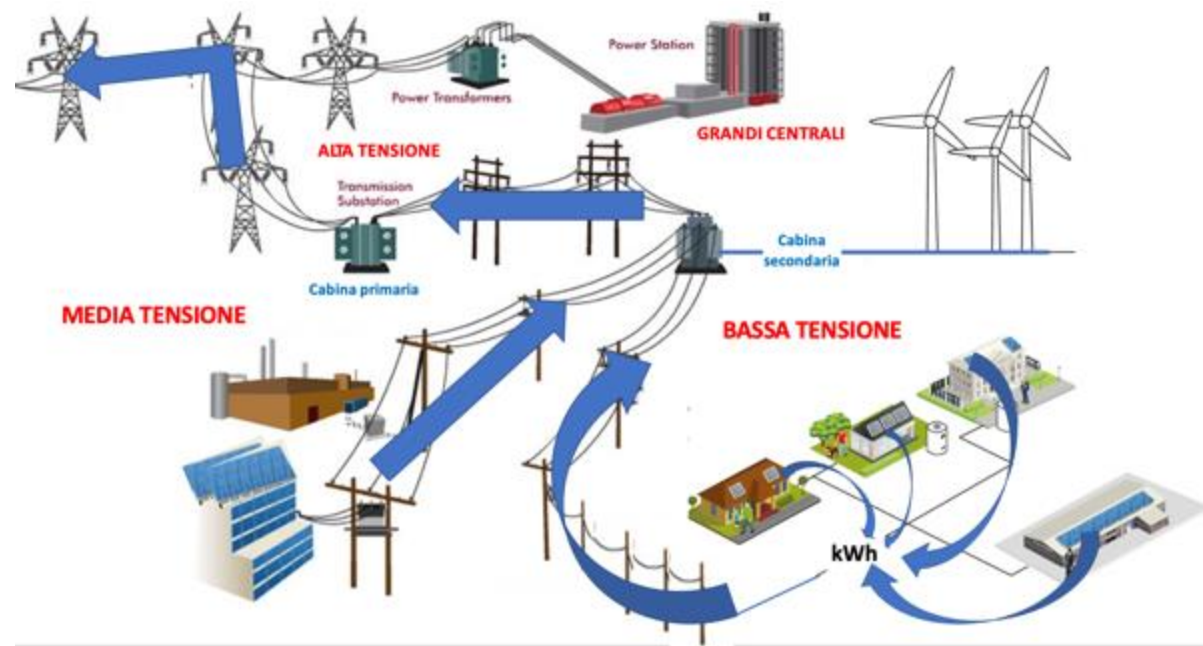 Power Station
Power Transformers
GRANDI CENTRALI
ALTA TENSIONE
Transmission
Substation
Cabina
secondaria
Cabina primaria
MEDIA TENSIONE
BASSA TENSIONE
kWh